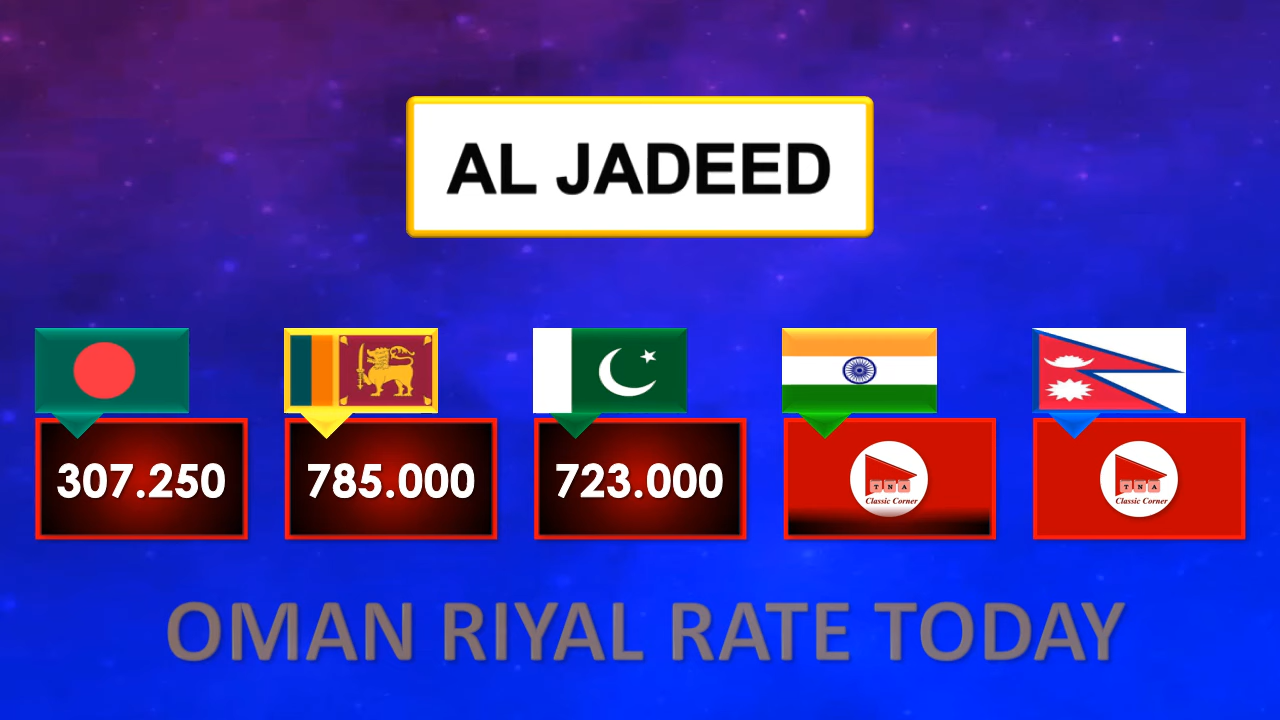 AL JADEED
307.250
785.000
723.000
TNA
Classic Corner
TNA
Classic Corner
OMAN RIYAL RATE TODAY